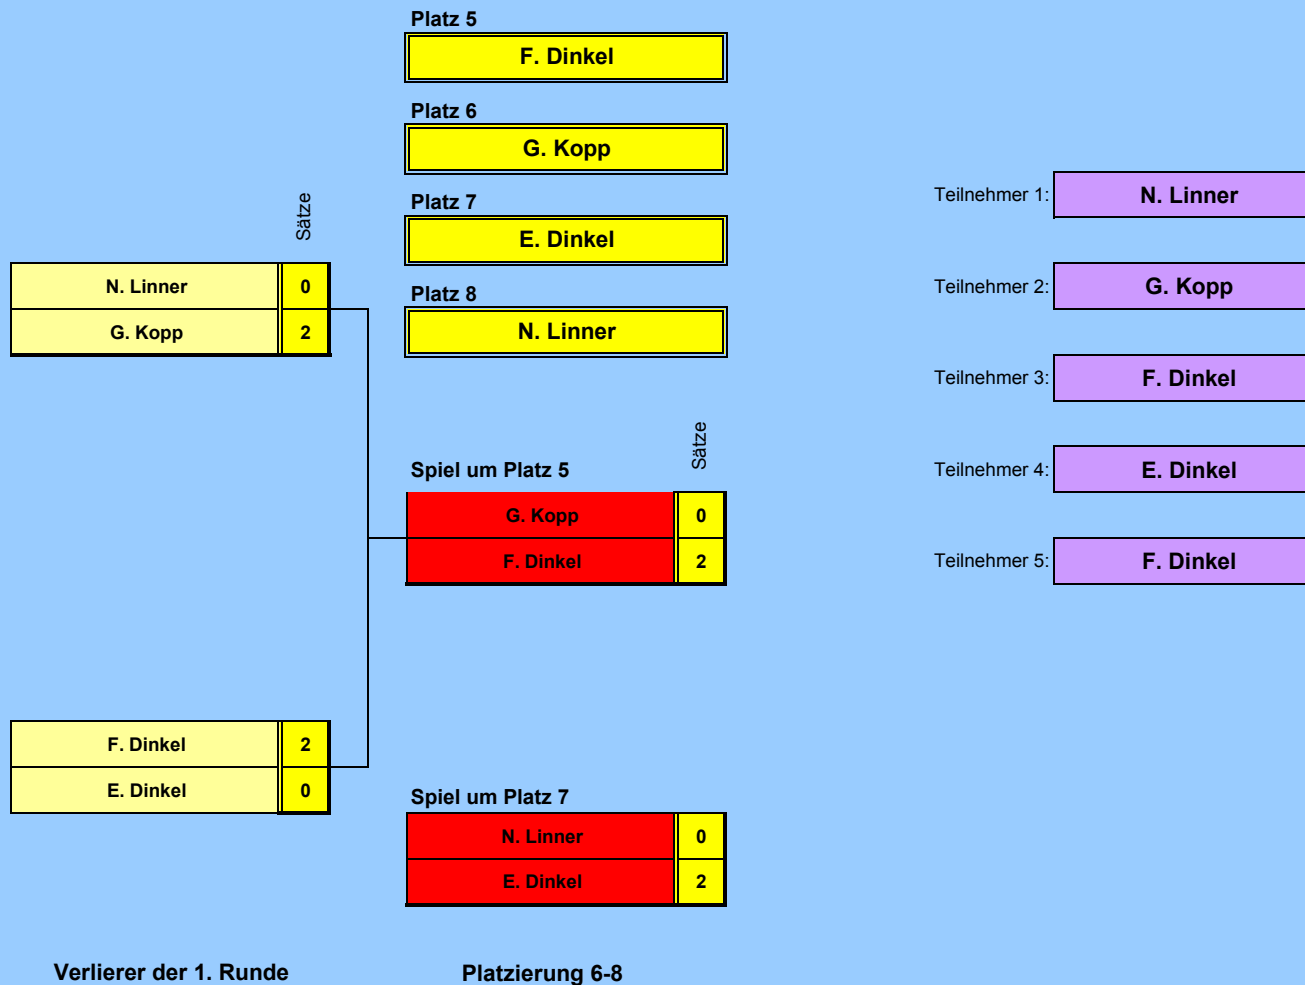 Platz 5
F. Dinkel
Platz 6
G. Kopp
Platz 7
E. Dinkel
Platz 8
N. Linner
Sätze
N. Linner 0
G. Kopp 2
Spiel um Platz 5
Sätze
G. Kopp 0
F. Dinkel 2
F. Dinkel 2
E. Dinkel 0
Spiel um Platz 7
N. Linner 0
E. Dinkel 2
Verlierer der 1. Runde
Platzierung 6-8
Teilnehmer 1: N. Linner
Teilnehmer 2: G. Kopp
Teilnehmer 3: F. Dinkel
Teilnehmer 4: E. Dinkel
Teilnehmer 5: F. Dinkel